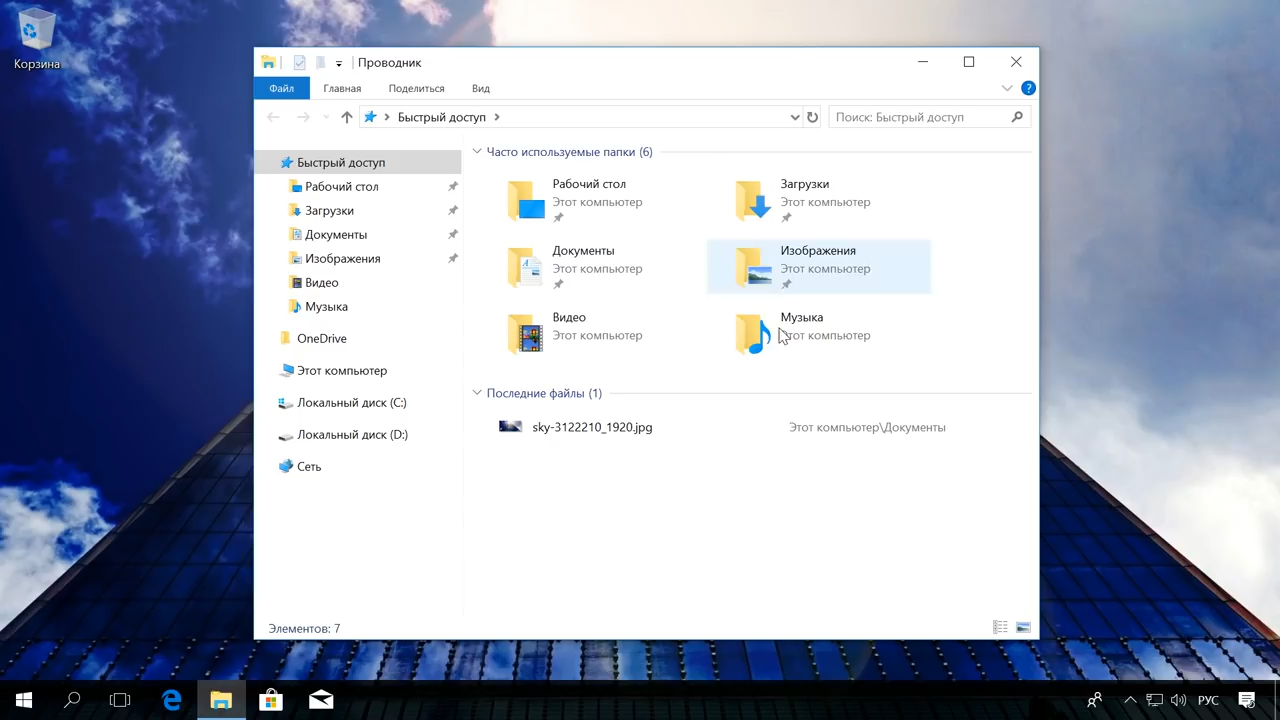 Корзина
Проводник
Файл
Главная
Поделиться
Вид
?
Быстрый доступ
Поиск: Быстрый доступ
Быстрый доступ
Рабочий стол
Загрузки
Документы
Изображения
Видео
Музыка
OneDrive
Этот компьютер
Локальный диск (C:)
Локальный диск (D:)
Сеть
Часто используемые папки (6)
Рабочий стол
Этот компьютер
Загрузки
Этот компьютер
Документы
Этот компьютер
Изображения
Этот компьютер
Видео
Этот компьютер
Музыка
Этот компьютер
Последние файлы (1)
sky-3122210_1920.jpg
Этот компьютер\Документы
Элементов: 7
РУС